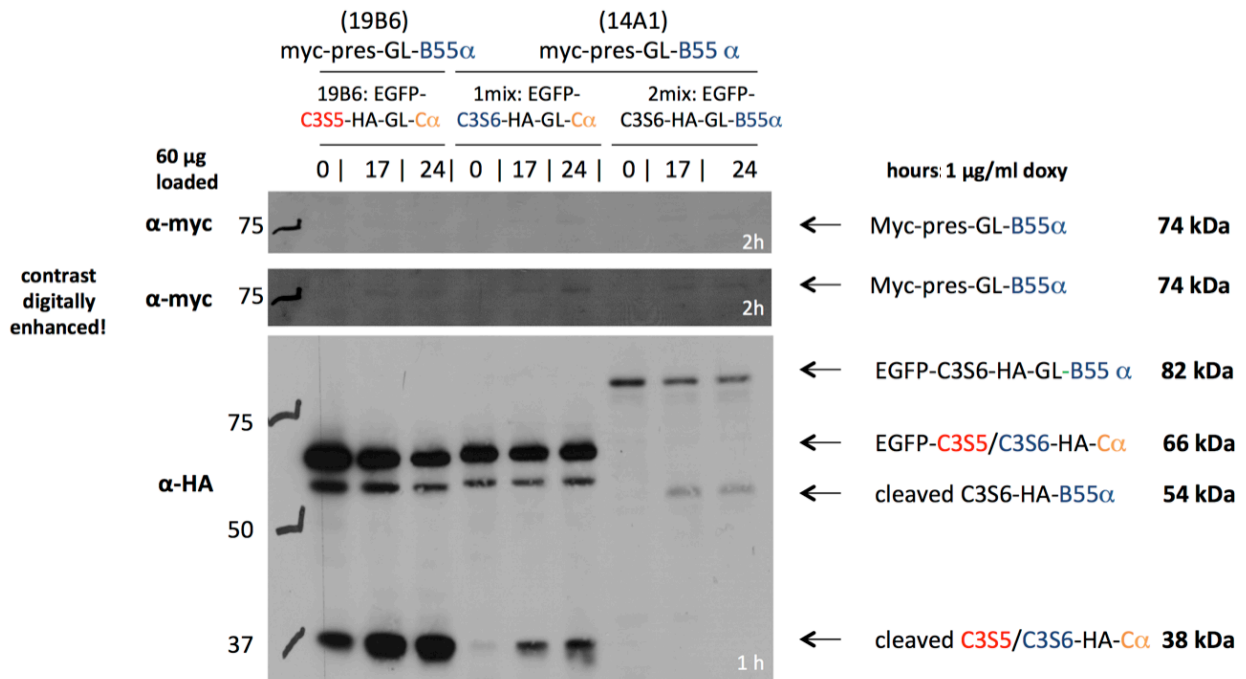 (19B6)
myc-pres-GL-B55α
(14A1)
myc-pres-GL-B55 α
19B6: EGFP-
C3S5-HA-GL-Cα
1mix: EGFP-
C3S6-HA-GL-Cα
2mix: EGFP-
C3S6-HA-GL-B55α
60 µg
loaded
0 | 17 | 24 | 0 | 17 | 24 | 0 | 17 | 24
hours: 1 µg/ml doxy
α-myc 75 2h ← Myc-pres-GL-B55α 74 kDa
contrast
digitally
enhanced!
α-myc 75 2h ← Myc-pres-GL-B55α 74 kDa
← EGFP-C3S6-HA-GL-B55 α 82 kDa
75
← EGFP-C3S5/C3S6-HA-Cα 66 kDa
α-HA
← cleaved C3S6-HA-B55α 54 kDa
50
37 1 h ← cleaved C3S5/C3S6-HA-Cα 38 kDa